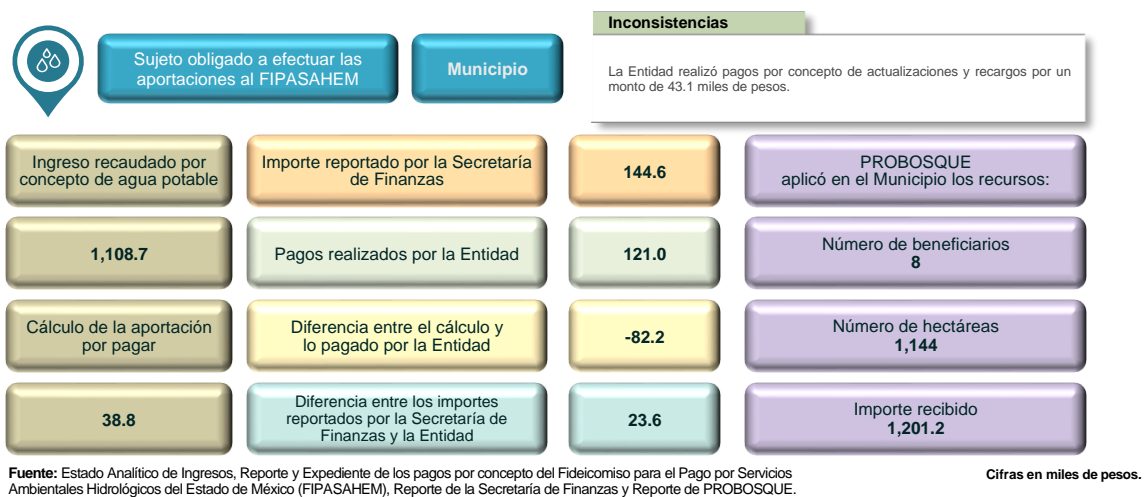 Sujeto obligado a efectuar las
aportaciones al FIPASAHEM
Municipio
Inconsistencias
La Entidad realizó pagos por concepto de actualizaciones y recargos por un
monto de 43.1 miles de pesos.
Ingreso recaudado por
concepto de agua potable
Importe reportado por la Secretaría
de Finanzas
144.6
PROBOSQUE
aplicó en el Municipio los recursos:
1,108.7
Pagos realizados por la Entidad
121.0
Número de beneficiarios
8
Cálculo de la aportación
por pagar
Diferencia entre el cálculo y
lo pagado por la Entidad
-82.2
Número de hectáreas
1,144
38.8
Diferencia entre los importes
reportados por la Secretaría de
Finanzas y la Entidad
23.6
Importe recibido
1,201.2
Fuente: Estado Analítico de Ingresos, Reporte y Expediente de los pagos por concepto del Fideicomiso para el Pago por Servicios
Ambientales Hidrológicos del Estado de México (FIPASAHEM), Reporte de la Secretaría de Finanzas y Reporte de PROBOSQUE.
Cifras en miles de pesos.